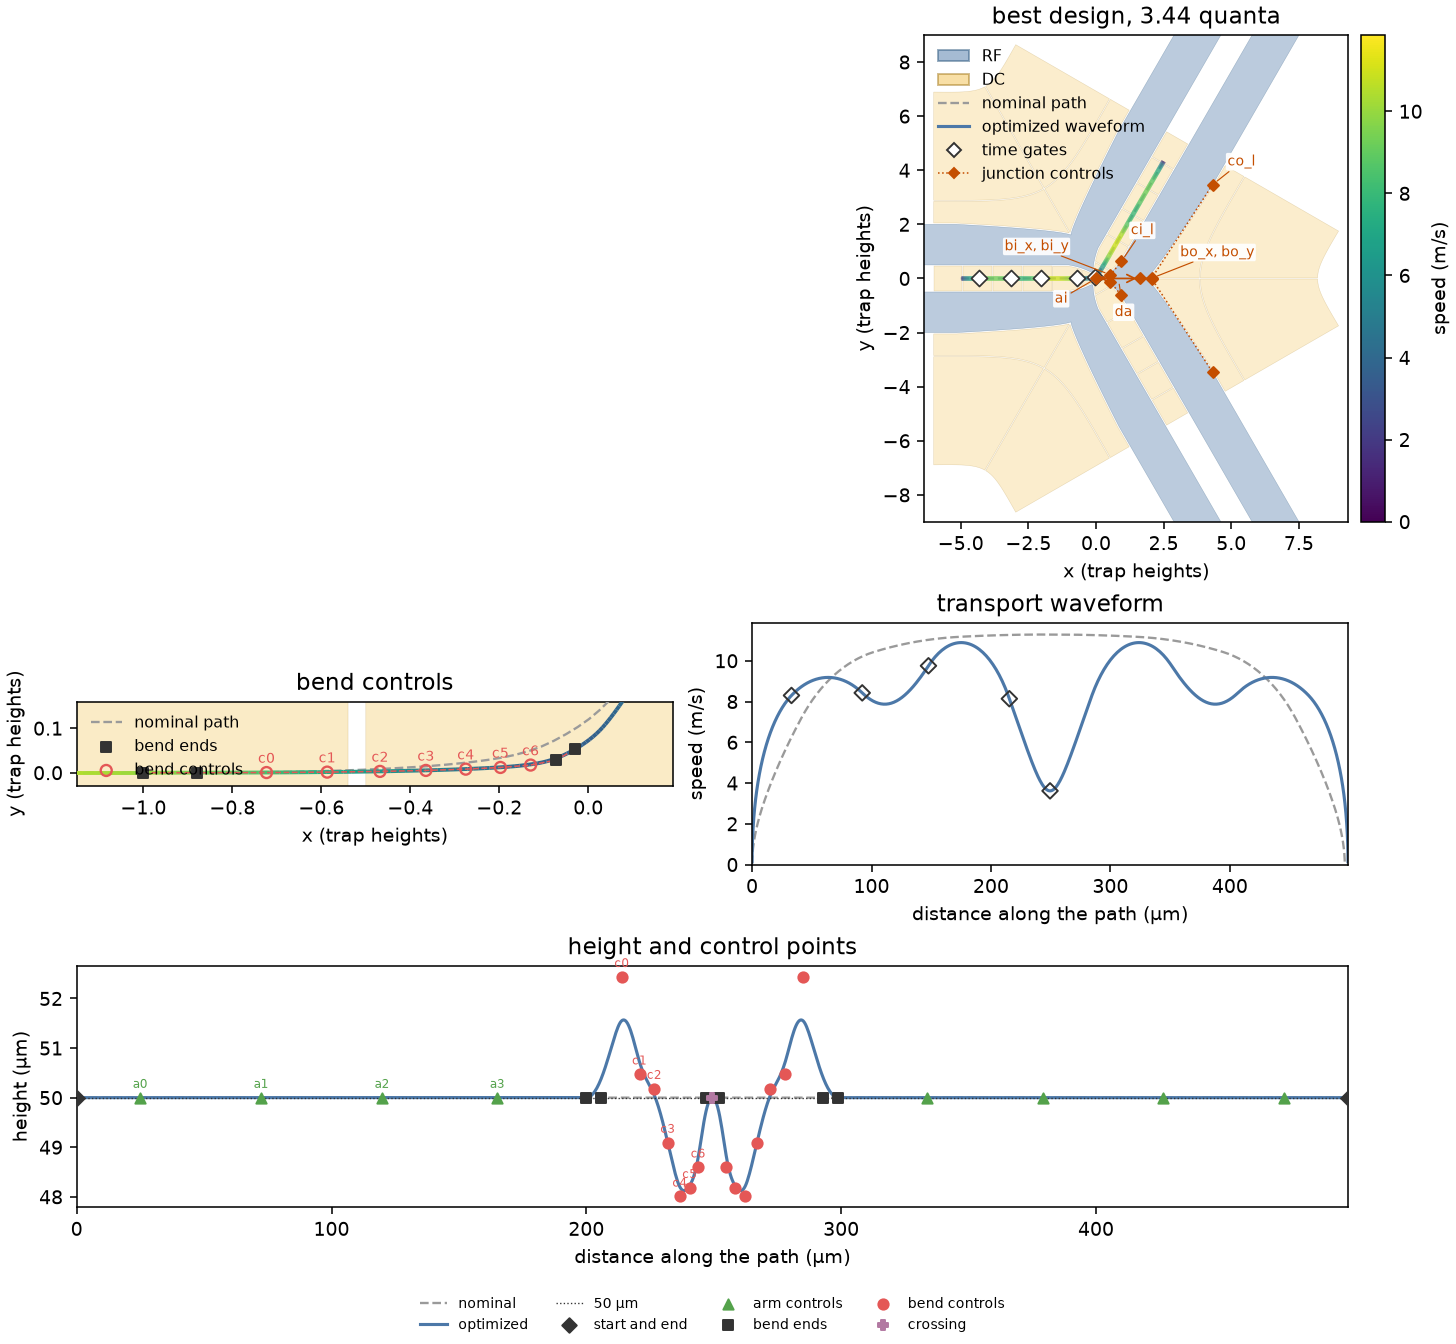 best design, 3.44 quanta
RF
DC
nominal path
optimized waveform
time gates
junction controls
co_l
ci_l
bi_x, bi_y
bo_x, bo_y
ai
da
8
6
4
2
0
−2
−4
−6
−8
y (trap heights)
−5.0 −2.5 0.0 2.5 5.0 7.5
x (trap heights)
10
8
6
4
2
0
speed (m/s)
bend controls
nominal path
bend ends
bend controls
c0 c1 c2 c3 c4 c5 c6
0.1
0.0
y (trap heights)
−1.0 −0.8 −0.6 −0.4 −0.2 0.0
x (trap heights)
transport waveform
10
8
6
4
2
0
speed (m/s)
0 100 200 300 400
distance along the path (μm)
height and control points
52
51
50
49
48
height (μm)
a0 a1 a2 a3
c0
c1
c2
c3
c4
c5
c6
0 100 200 300 400
distance along the path (μm)
nominal 50 μm arm controls bend controls
optimized start and end bend ends crossing